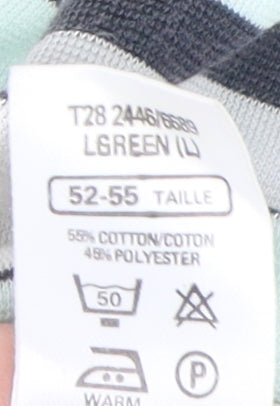 T28 2446/6689
LGREEN (L)
52-55 TAILLE
55% COTTON/COTON
45% POLYESTER
50
P
WARM